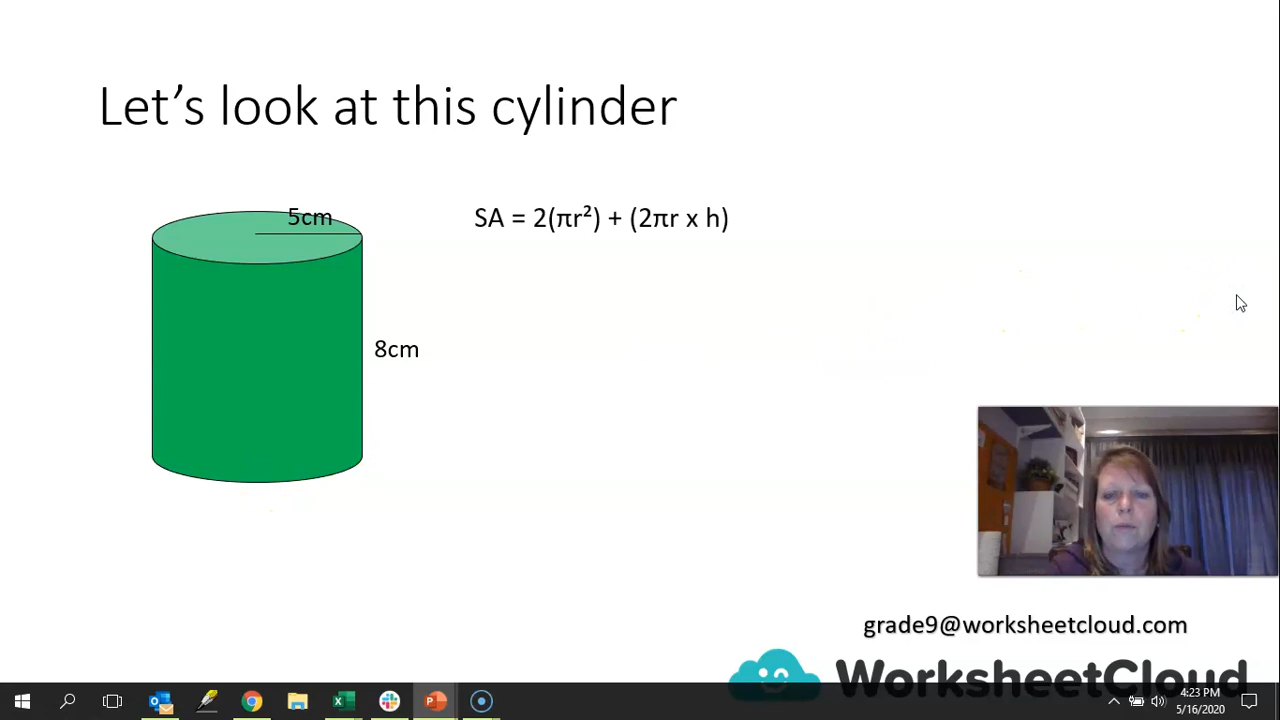 Let's look at this cylinder
5cm
SA = 2(πr²) + (2πr x h)
8cm
grade9@worksheetcloud.com
WorksheetCloud
4:23 PM
5/16/2020